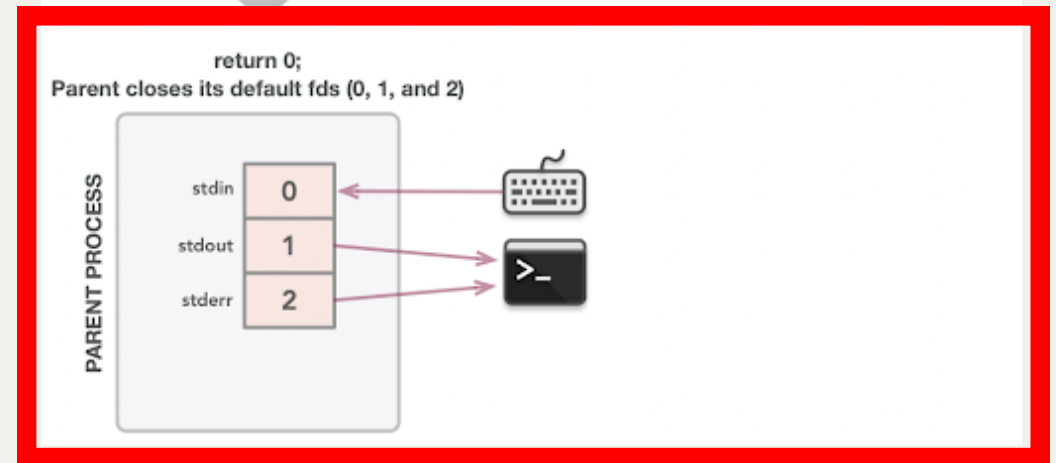 return 0;
Parent closes its default fds (0, 1, and 2)
PARENT PROCESS
stdin 0
stdout 1
stderr 2
>_